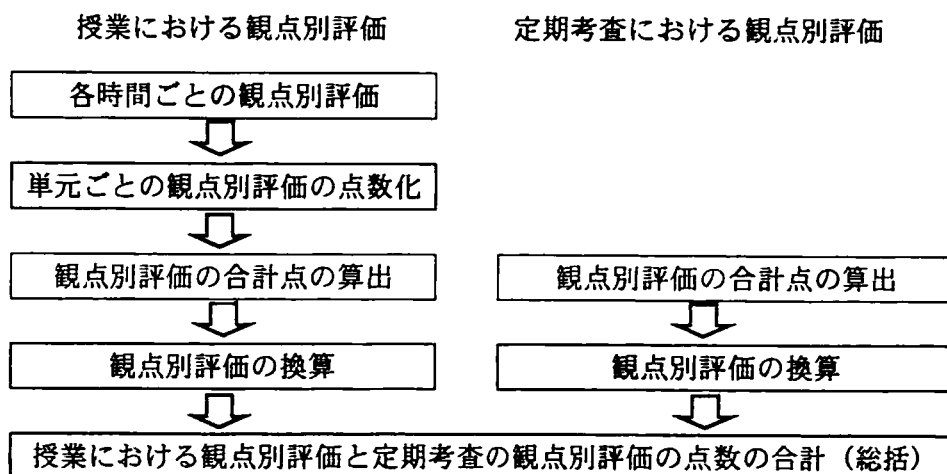 授業における観点別評価
定期考査における観点別評価
各時間ごとの観点別評価
単元ごとの観点別評価の点数化
観点別評価の合計点の算出
観点別評価の合計点の算出
観点別評価の換算
観点別評価の換算
授業における観点別評価と定期考査の観点別評価の点数の合計（総括）